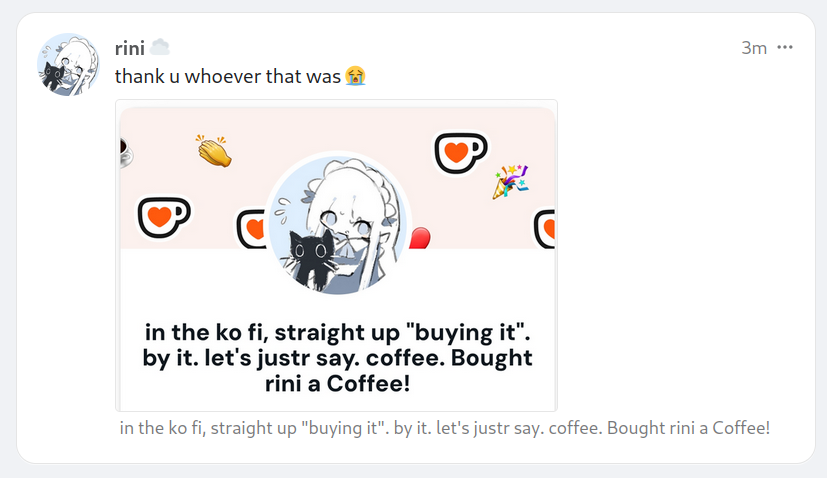 rini ☁️
3m ···
thank u whoever that was 😭
in the ko fi, straight up "buying it".
by it. let's justr say. coffee. Bought
rini a Coffee!
in the ko fi, straight up "buying it". by it. let's justr say. coffee. Bought rini a Coffee!